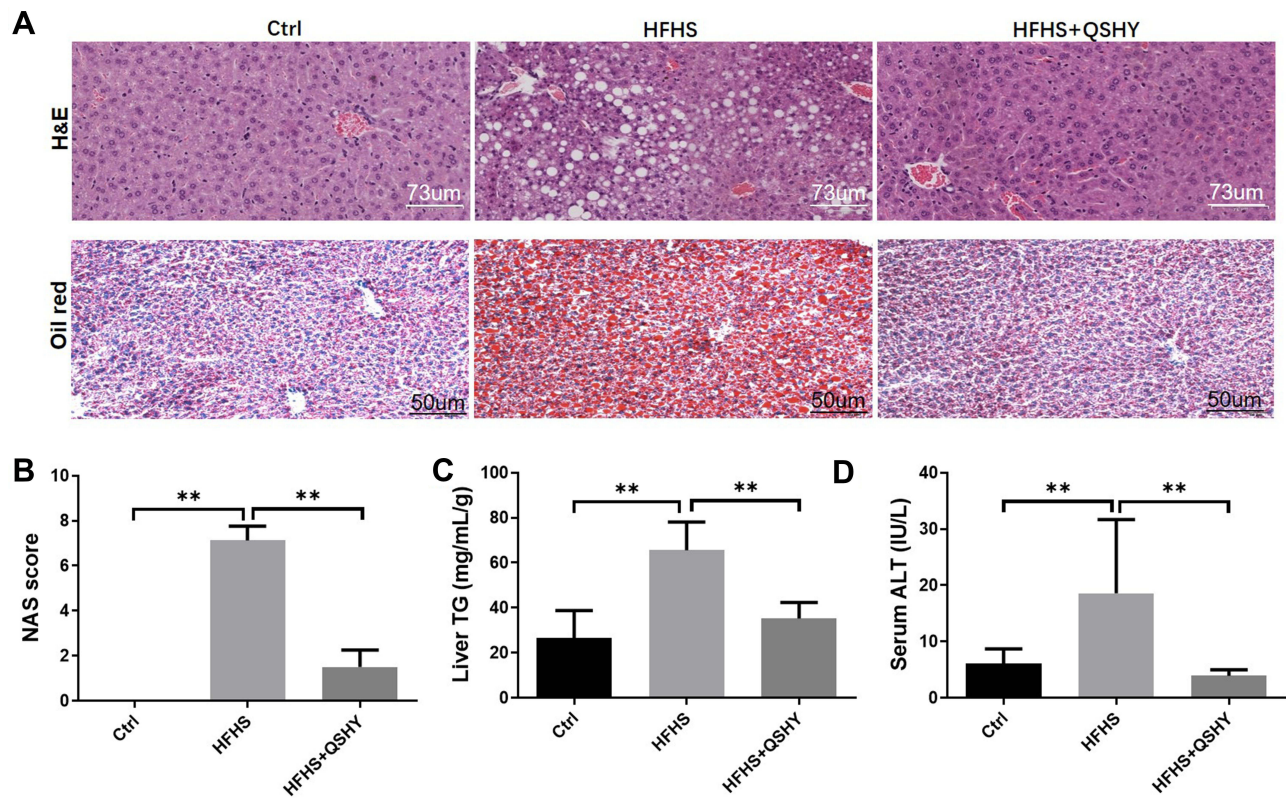 A
Ctrl
HFHS
HFHS+QSHY
H&E
73um
73um
73um
Oil red
50um
50um
50um
B
NAS score
10
8
6
4
2
0
**
**
Ctrl
HFHS
HFHS+QSHY
C
Liver TG (mg/mL/g)
100
80
60
40
20
0
**
**
Ctrl
HFHS
HFHS+QSHY
D
Serum ALT (IU/L)
40
30
20
10
0
**
**
Ctrl
HFHS
HFHS+QSHY